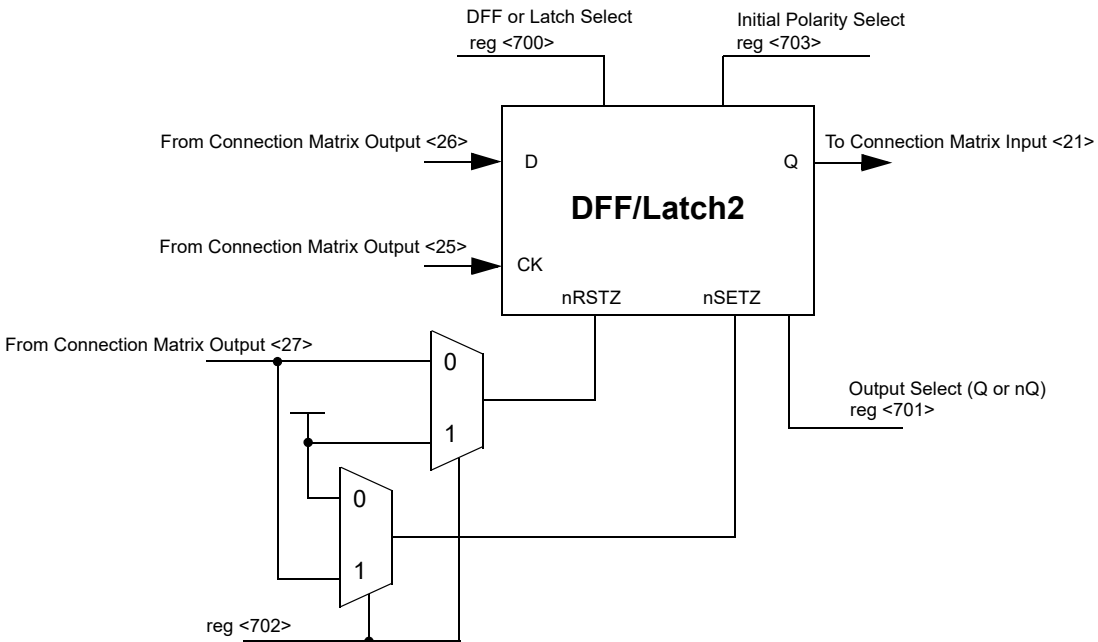 DFF or Latch Select
reg <700>
Initial Polarity Select
reg <703>
From Connection Matrix Output <26>
To Connection Matrix Input <21>
D
Q
DFF/Latch2
From Connection Matrix Output <25>
CK
nRSTZ
nSETZ
From Connection Matrix Output <27>
0
1
Output Select (Q or nQ)
reg <701>
0
1
reg <702>